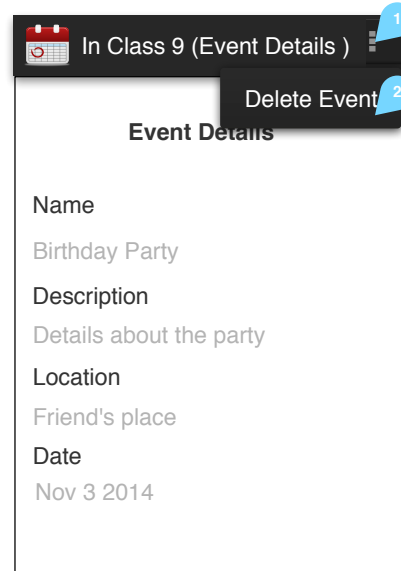 In Class 9 (Event Details )
1
Delete Event
2
Event Details
Name
Birthday Party
Description
Details about the party
Location
Friend's place
Date
Nov 3 2014